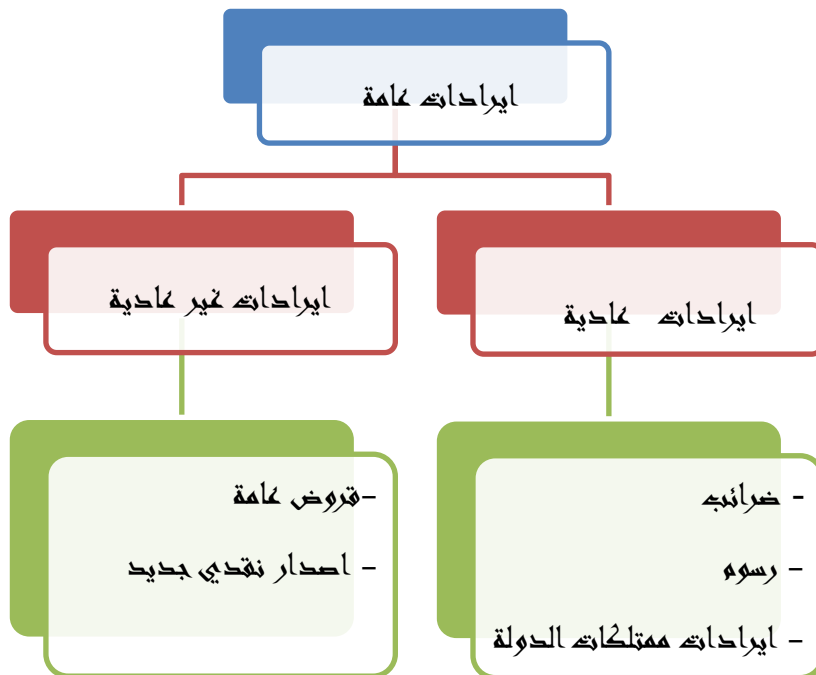 ايرادات عامة
ايرادات عادية
ايرادات غير عادية
- ضرائب
- رسوم
- ايرادات ممتلكات الدولة
-قروض عامة
- اصدار نقدي جديد